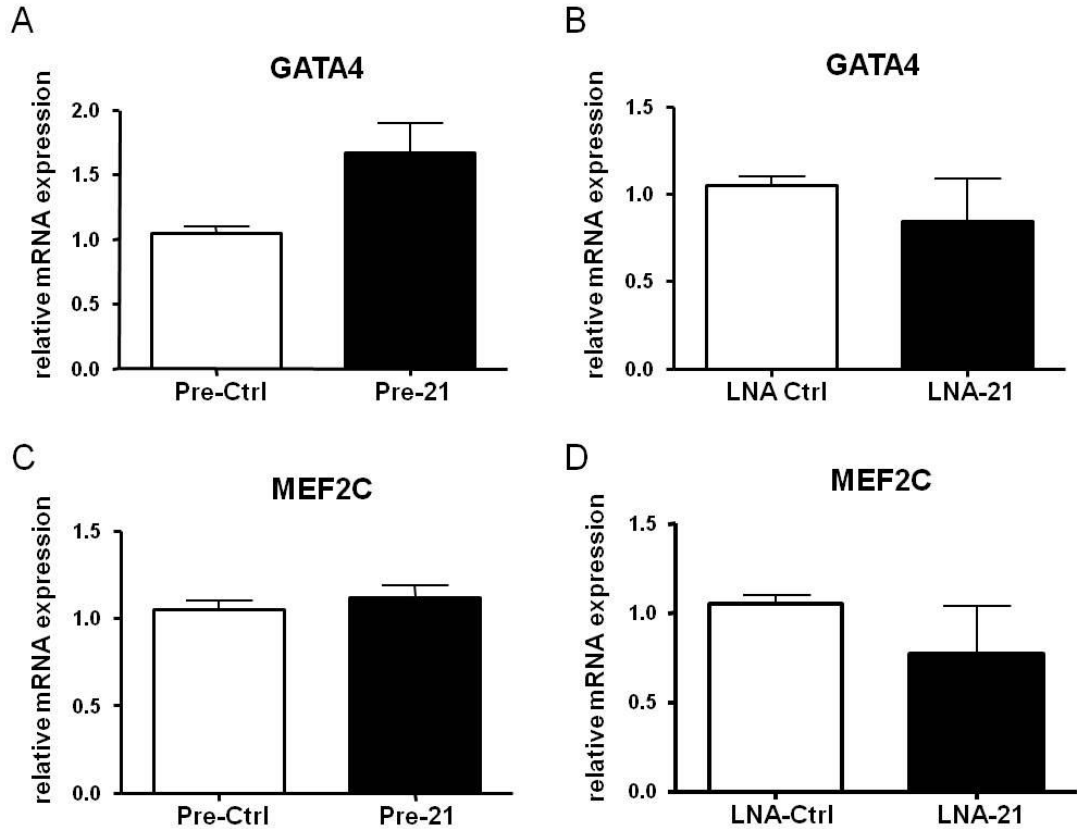 A
GATA4
relative mRNA expression
2.0
1.5
1.0
0.5
0.0
Pre-Ctrl Pre-21
B
GATA4
relative mRNA expression
1.5
1.0
0.5
0.0
LNA Ctrl LNA-21
C
MEF2C
relative mRNA expression
1.5
1.0
0.5
0.0
Pre-Ctrl Pre-21
D
MEF2C
relative mRNA expression
1.5
1.0
0.5
0.0
LNA-Ctrl LNA-21